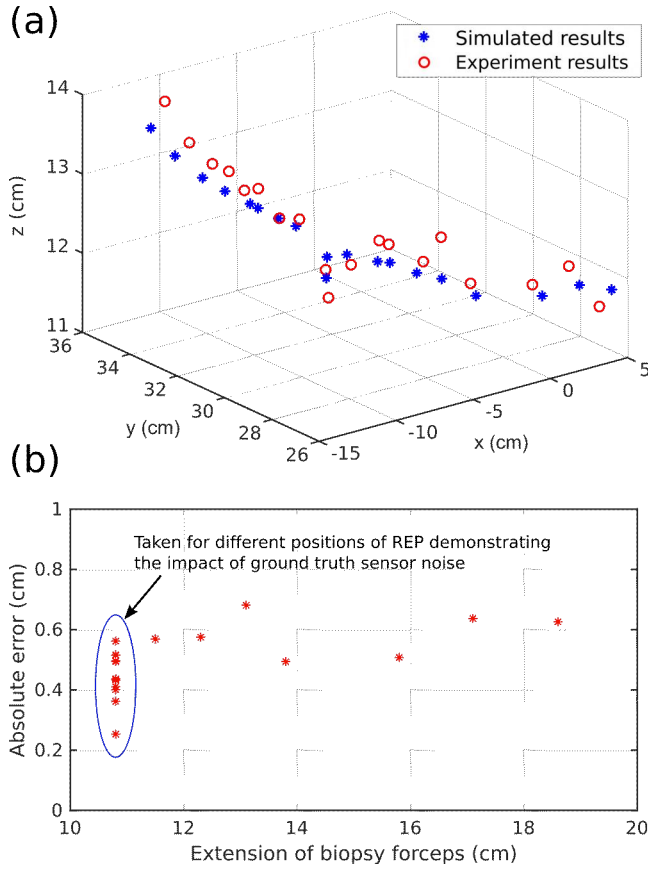 (a)
Simulated results
Experiment results
14
13
12
11
z (cm)
36
34
32
30
28
26
y (cm)
-15
-10
-5
0
5
x (cm)
(b)
1
0.8
0.6
0.4
0.2
0
Absolute error (cm)
Taken for different positions of REP demonstrating
the impact of ground truth sensor noise
10
12
14
16
18
20
Extension of biopsy forceps (cm)